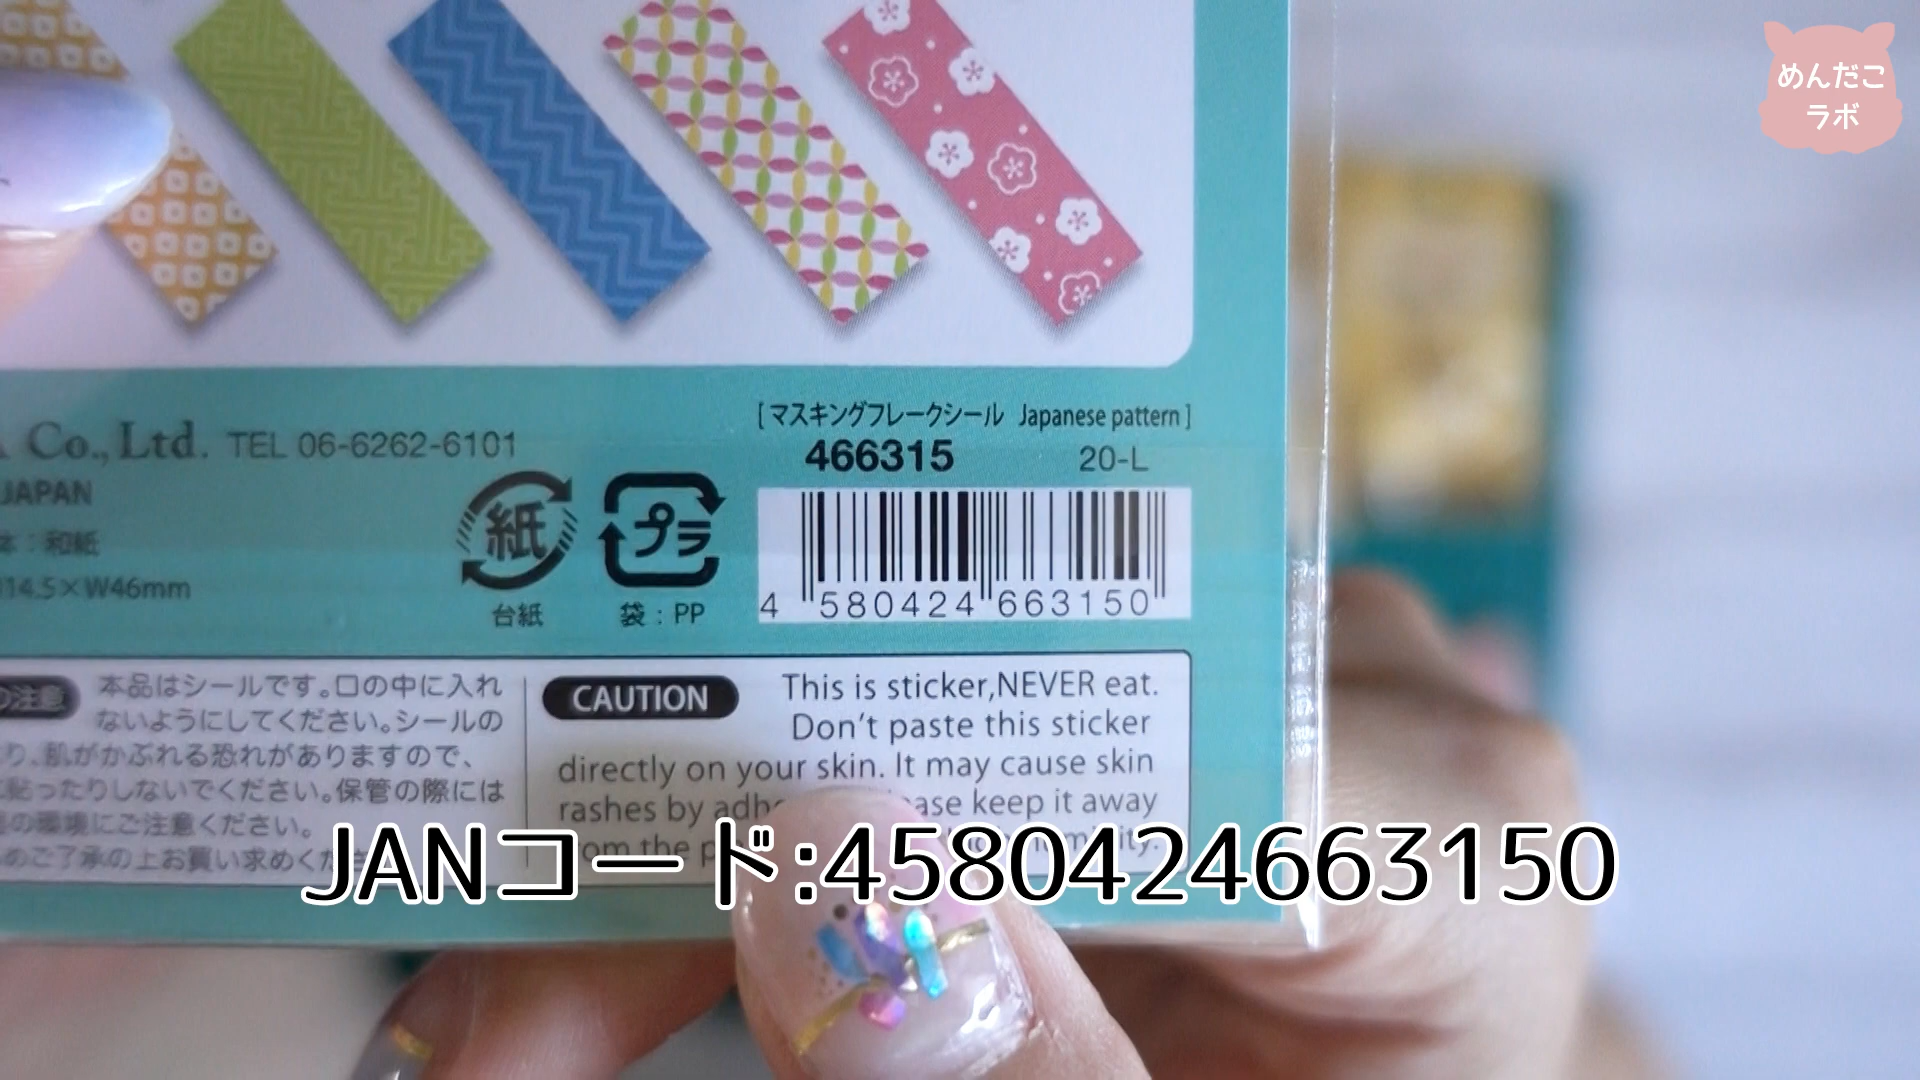 めんだこ
ラボ
[マスキングフレークシール Japanese pattern]
466315 20-L
Co., Ltd. TEL 06-6262-6101
JAPAN
紙
プラ
体：和紙
14.5×W46mm
台紙
袋：PP
4 580424 663150
の注意
本品はシールです。口の中に入れ
ないようにしてください。シールの
り、肌がかぶれる恐れがありますので、
貼ったりしないでください。保管の際には
の環境にご注意ください。
のご了承の上お買い求めくだ
CAUTION
This is sticker,NEVER eat.
Don't paste this sticker
directly on your skin. It may cause skin
rashes by keep it away
from the
JANコード:4580424663150